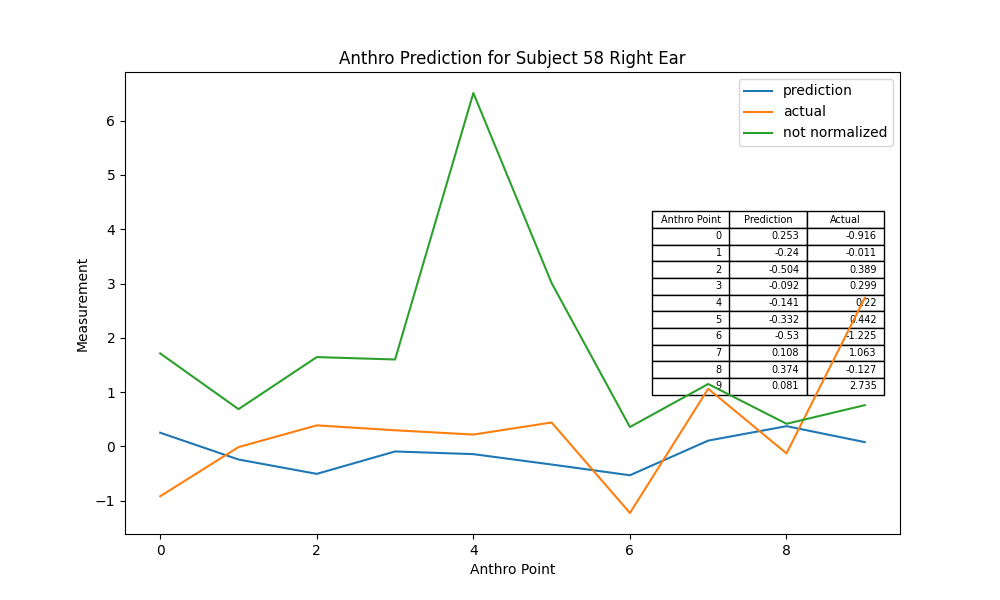 Anthro Prediction for Subject 58 Right Ear
prediction
actual
not normalized
6
5
4
3
2
1
0
−1
Measurement
Anthro Point Prediction Actual
0 0.253 -0.916
1 -0.24 -0.011
2 -0.504 0.389
3 -0.092 0.299
4 -0.141 0.22
5 -0.332 0.442
6 -0.53 -1.225
7 0.108 1.063
8 0.374 -0.127
9 0.081 2.735
0 2 4 6 8
Anthro Point